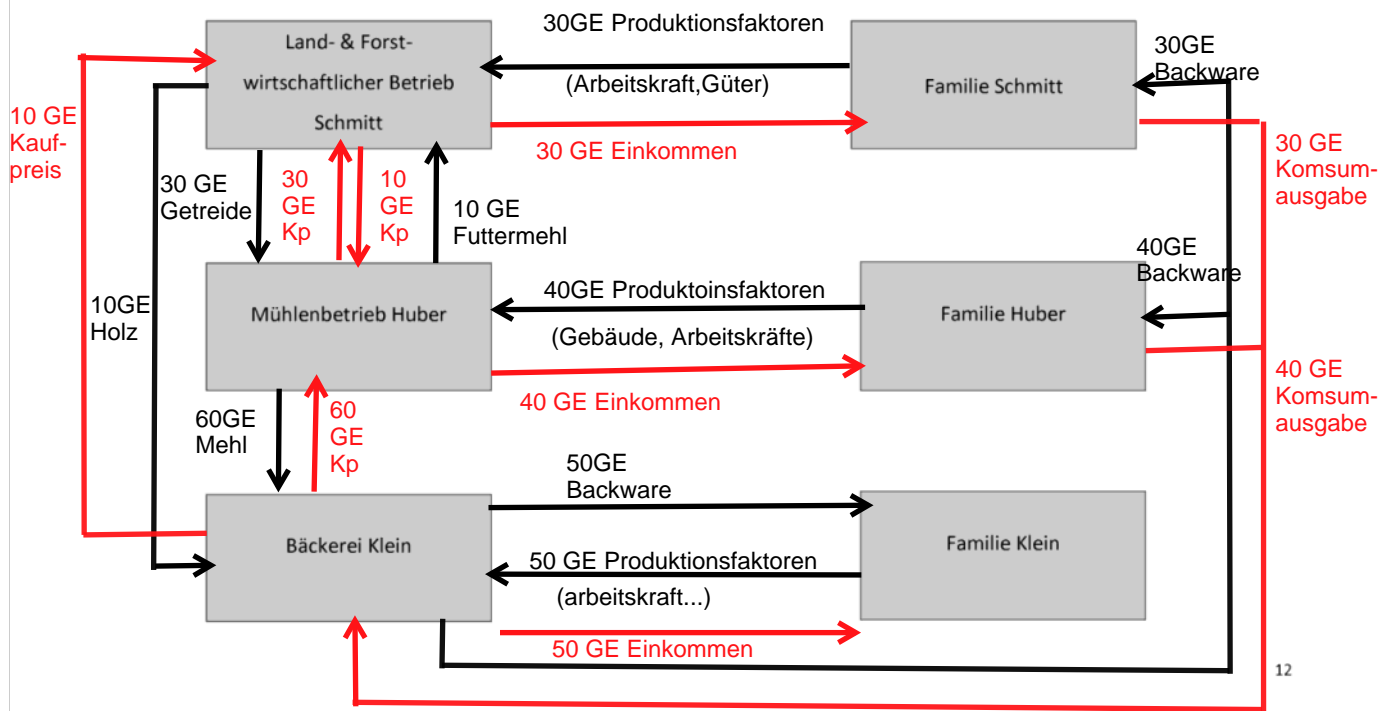 Land- & Forst-
wirtschaftlicher Betrieb
Schmitt
30GE Produktionsfaktoren
(Arbeitskraft,Güter)
30 GE Einkommen
Familie Schmitt
30GE
Backware
10 GE
Kauf-
preis
30 GE
Getreide
30
GE
Kp
10
GE
Kp
10 GE
Futtermehl
30 GE
Komsum-
ausgabe
10GE
Holz
Mühlenbetrieb Huber
40GE Produktoinsfaktoren
(Gebäude, Arbeitskräfte)
40 GE Einkommen
Familie Huber
40GE
Backware
40 GE
Komsum-
ausgabe
60GE
Mehl
60
GE
Kp
50GE
Backware
Bäckerei Klein
50 GE Produktionsfaktoren
(arbeitskraft...)
50 GE Einkommen
Familie Klein
12